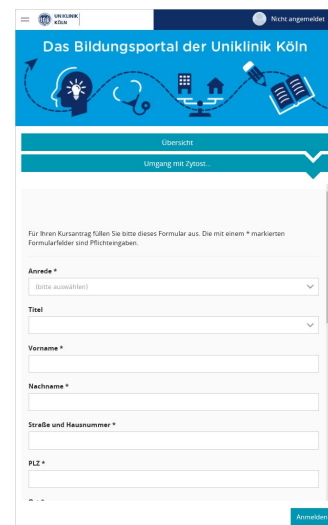 UNIKLINIK
KÖLN
Nicht angemeldet
Das Bildungsportal der Uniklinik Köln
Übersicht
Umgang mit Zytost...
Für Ihren Kursantrag füllen Sie bitte dieses Formular aus. Die mit einem * markierten
Formularfelder sind Pflichteingaben.
Anrede *
(bitte auswählen)
Titel
Vorname *
Nachname *
Straße und Hausnummer *
PLZ *
Anmelden